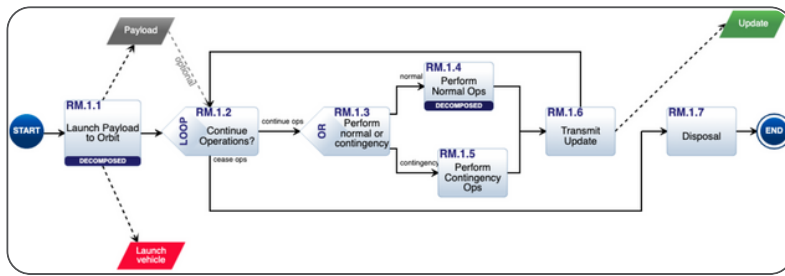 Payload
Update
optional
START
RM.1.1
Launch Payload
to Orbit
DECOMPOSED
LOOP
RM.1.2
Continue
Operations?
continue ops
cease ops
OR
RM.1.3
Perform
normal or
contingency
normal
RM.1.4
Perform
Normal Ops
DECOMPOSED
contingency
RM.1.5
Perform
Contingency
Ops
RM.1.6
Transmit
Update
RM.1.7
Disposal
END
Launch
vehicle